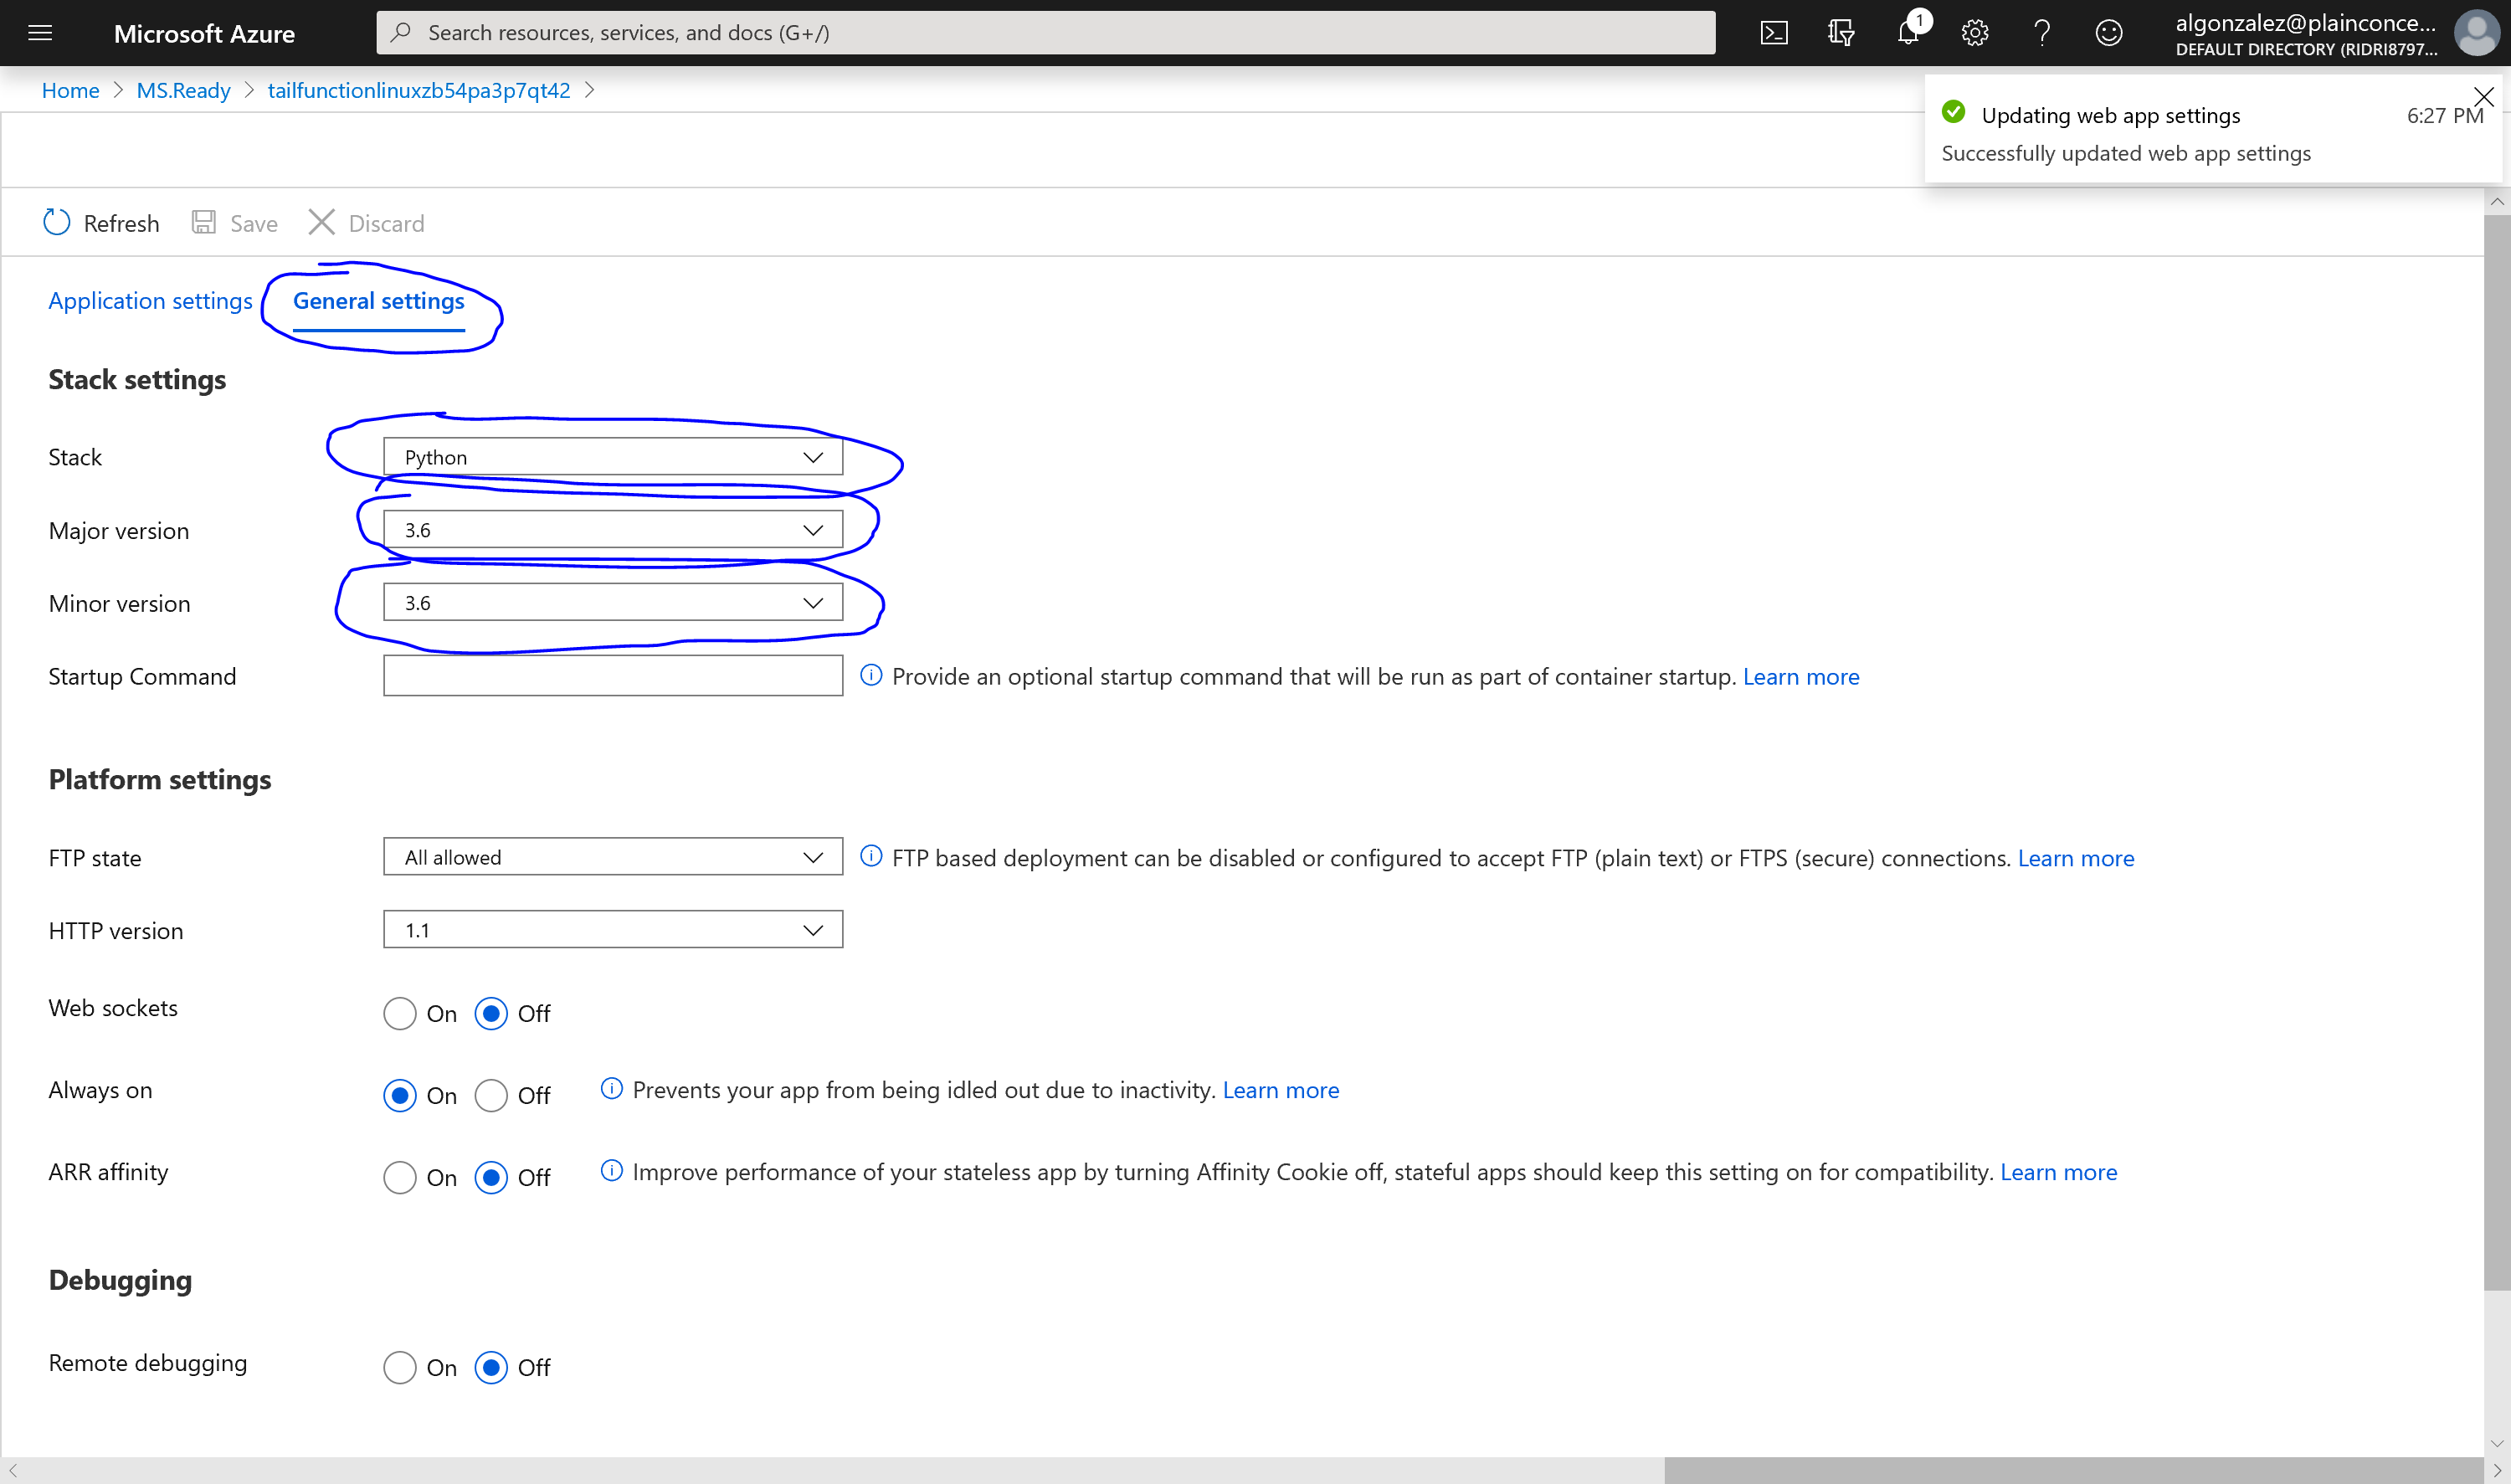 Microsoft Azure
Search resources, services, and docs (G+/)
1
algonzalez@plainconce...
DEFAULT DIRECTORY (RIDRI8797...
Home > MS.Ready > tailfunctionlinuxzb54pa3p7qt42 >
Updating web app settings 6:27 PM
Successfully updated web app settings
Refresh Save Discard
Application settings General settings
Stack settings
Stack Python
Major version 3.6
Minor version 3.6
Startup Command Provide an optional startup command that will be run as part of container startup. Learn more
Platform settings
FTP state All allowed FTP based deployment can be disabled or configured to accept FTP (plain text) or FTPS (secure) connections. Learn more
HTTP version 1.1
Web sockets On Off
Always on On Off Prevents your app from being idled out due to inactivity. Learn more
ARR affinity On Off Improve performance of your stateless app by turning Affinity Cookie off, stateful apps should keep this setting on for compatibility. Learn more
Debugging
Remote debugging On Off